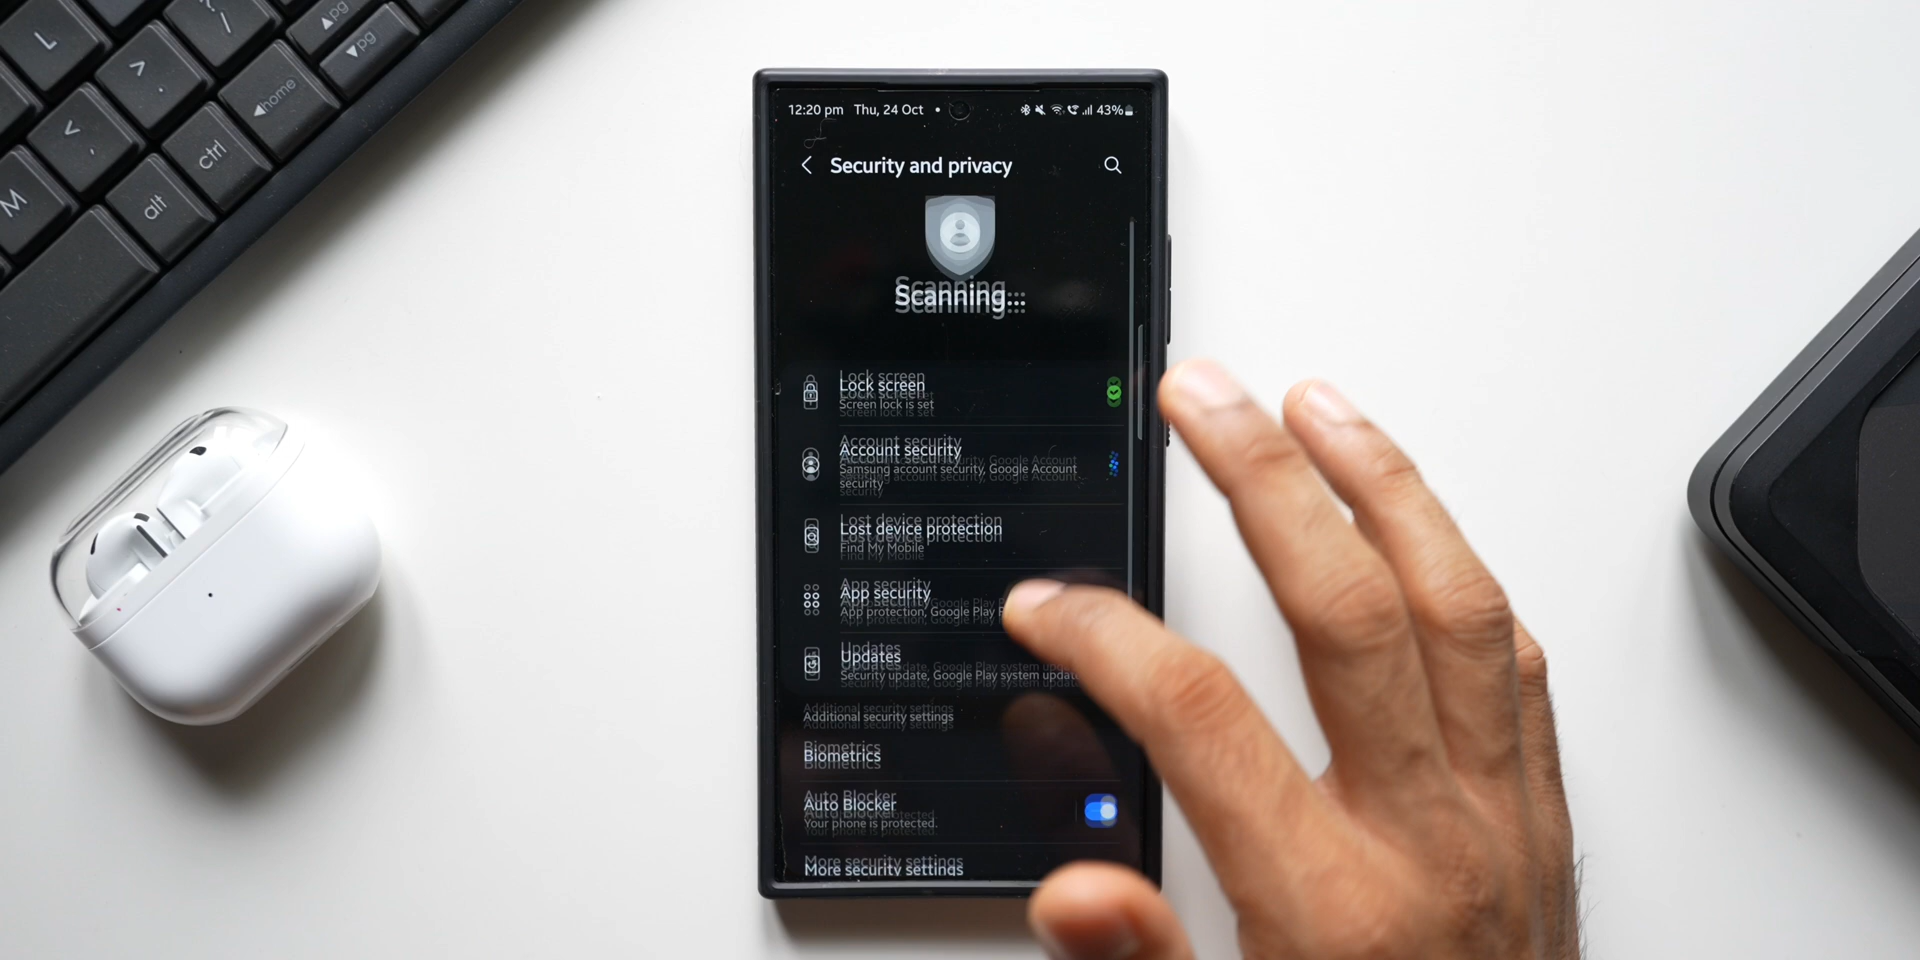 L
>
.
<
,
M
?
/
▲pg
▼pg
◀home
ctrl
alt
12:20 pm Thu, 24 Oct • 43%
Security and privacy
Scanning...
Lock screen
Screen lock is set
Account security
Samsung account security, Google Account
security
Lost device protection
Find My Mobile
App security
App protection, Google Play
Updates
Security update, Google Play system
Additional security settings
Biometrics
Auto Blocker
Your phone is protected.
More security settings